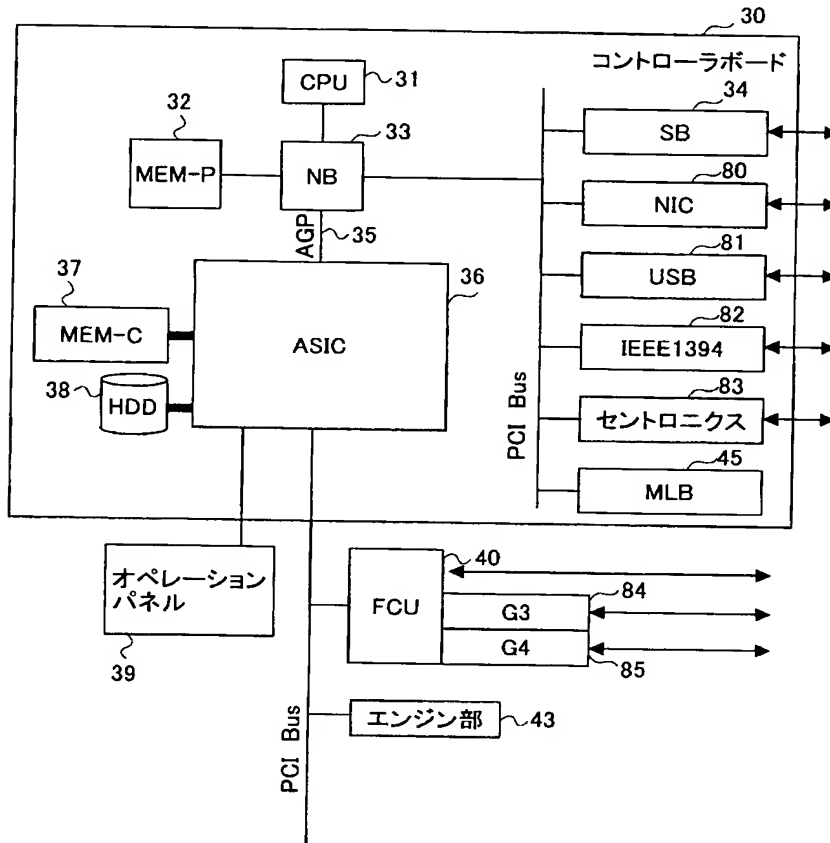 30
コントローラボード
CPU
31
34
32
33
SB
MEM-P
NB
80
NIC
AGP
35
81
USB
37
36
82
MEM-C
ASIC
IEEE1394
38
HDD
83
セントロニクス
PCI Bus
45
MLB
オペレーション
パネル
39
40
FCU
84
G3
G4
85
エンジン部
43
PCI Bus